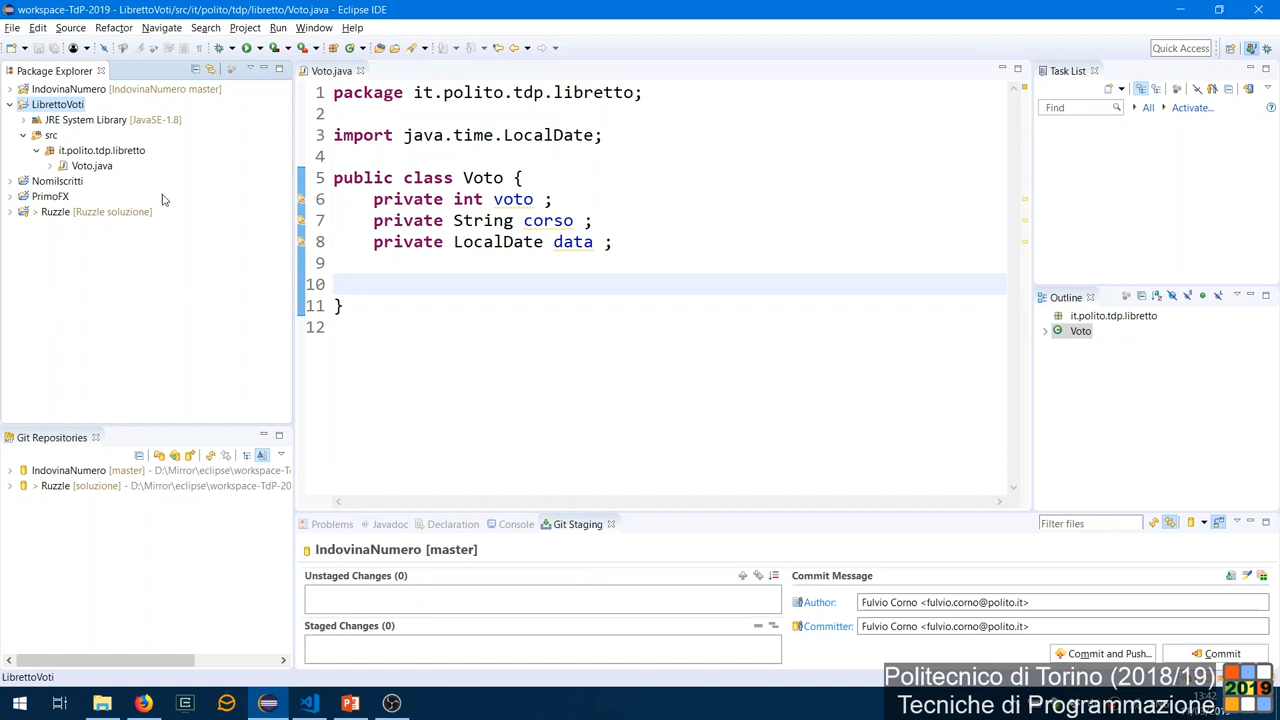 workspace-TdP-2019 - LibrettoVoti/src/it/polito/tdp/libretto/Voto.java - Eclipse IDE
File Edit Source Refactor Navigate Search Project Run Window Help
Quick Access
Package Explorer
IndovinaNumero [IndovinaNumero master]
LibrettoVoti
JRE System Library [JavaSE-1.8]
src
it.polito.tdp.libretto
Voto.java
NomiIscritti
PrimoFX
> Ruzzle [Ruzzle soluzione]
Git Repositories
IndovinaNumero [master] - D:\Mirror\eclipse\workspace-T
> Ruzzle [soluzione] - D:\Mirror\eclipse\workspace-TdP-20
Voto.java
1 package it.polito.tdp.libretto;
2
3 import java.time.LocalDate;
4
5 public class Voto {
6 private int voto ;
7 private String corso ;
8 private LocalDate data ;
9
10
11 }
12
Task List
Find All Activate...
Outline
it.polito.tdp.libretto
Voto
Problems Javadoc Declaration Console Git Staging
Filter files
IndovinaNumero [master]
Unstaged Changes (0)
Staged Changes (0)
Commit Message
Author: Fulvio Corno <fulvio.corno@polito.it>
Committer: Fulvio Corno <fulvio.corno@polito.it>
Commit and Push... Commit
LibrettoVoti
Politecnico di Torino (2018/19)
Tecniche di Programmazione
2019
13:42